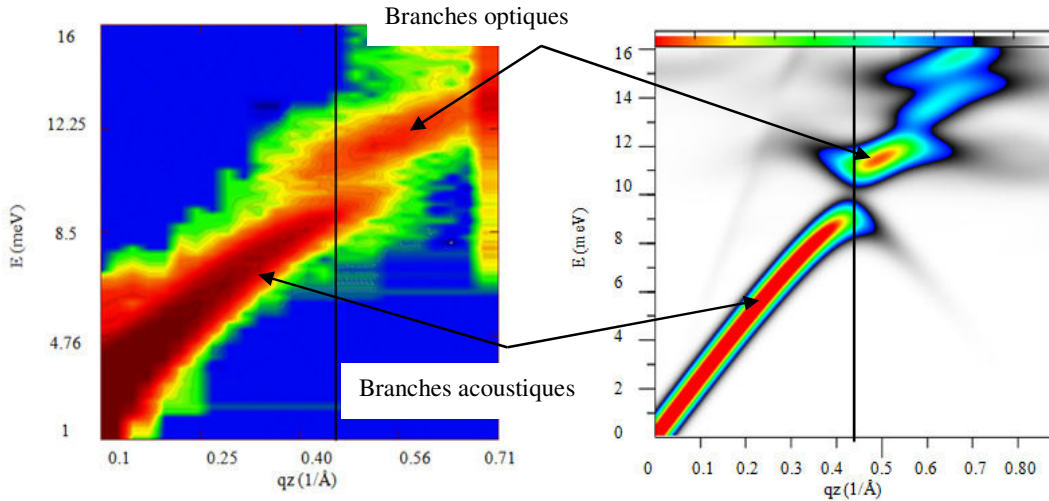 Branches optiques
16
12.25
8.5
4.76
1
E (meV)
0.1 0.25 0.40 0.56 0.71
qz (1/Å)
Branches acoustiques
16
14
12
10
8
6
4
2
0
E (meV)
0 0.1 0.2 0.3 0.4 0.5 0.6 0.7 0.80
qz (1/Å)